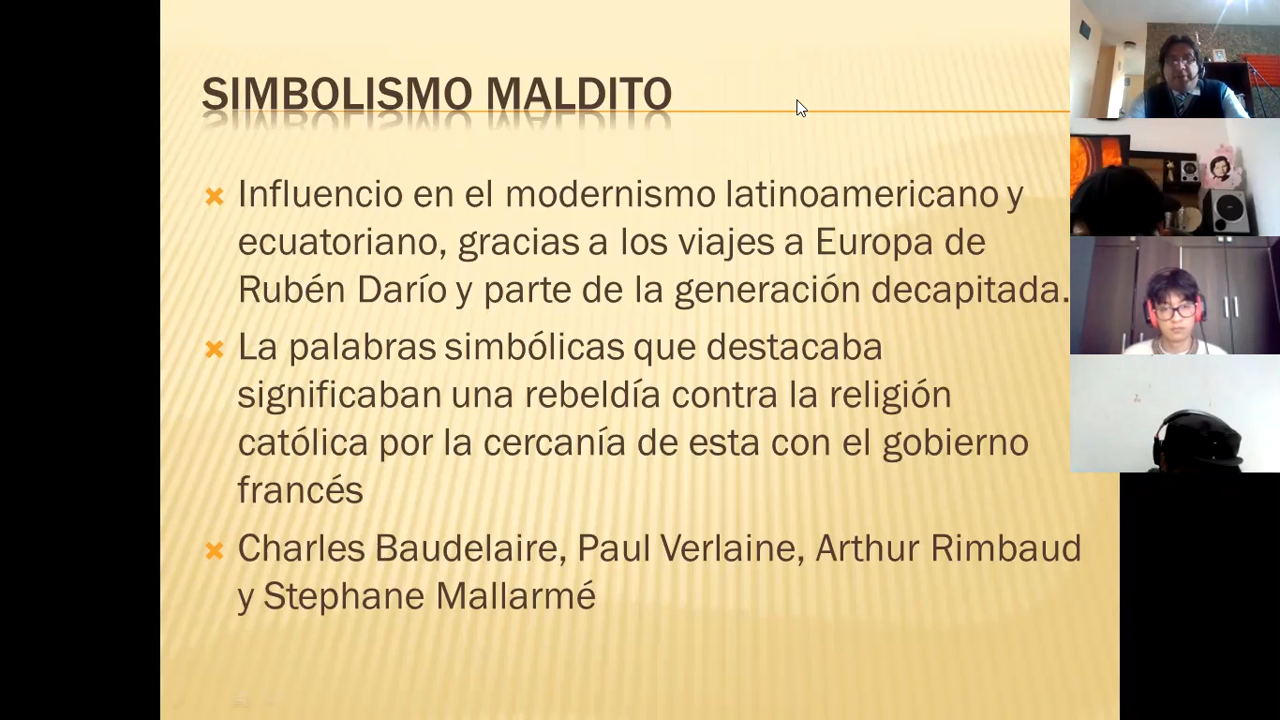 SIMBOLISMO MALDITO
Influencio en el modernismo latinoamericano y
ecuatoriano, gracias a los viajes a Europa de
Rubén Darío y parte de la generación decapitada.
La palabras simbólicas que destacaba
significaban una rebeldía contra la religión
católica por la cercanía de esta con el gobierno
francés
Charles Baudelaire, Paul Verlaine, Arthur Rimbaud
y Stephane Mallarmé